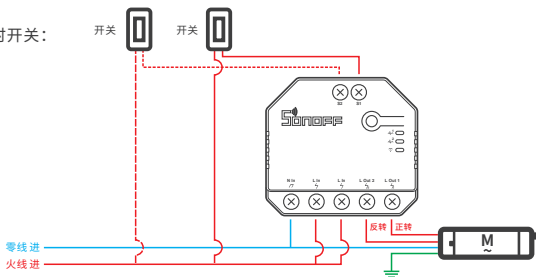 开关
开关
时开关：
S2 S1
SONOFF
N In L In L In L Out 2 L Out 1
反转 正转
M
~
零线进
火线进